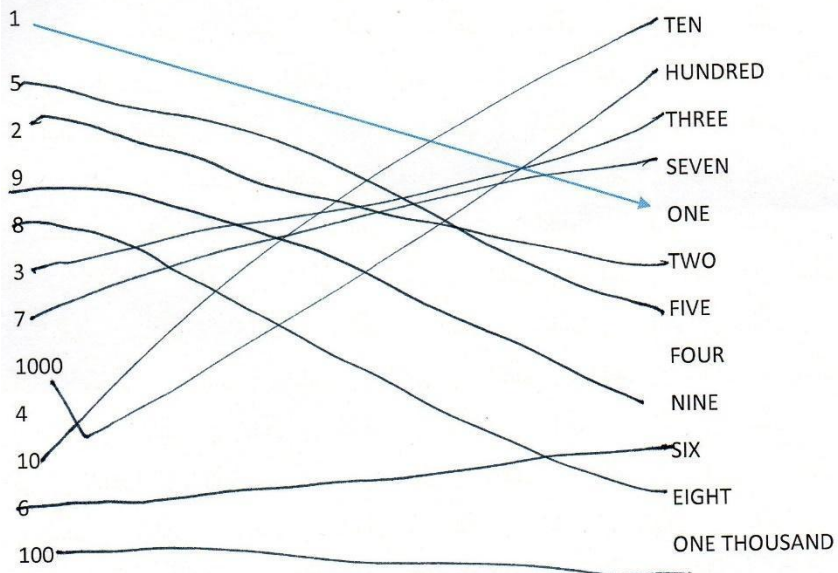 1 TEN
5 HUNDRED
2 THREE
9 SEVEN
8 ONE
3 TWO
7 FIVE
1000 FOUR
4 NINE
10 SIX
6 EIGHT
100 ONE THOUSAND